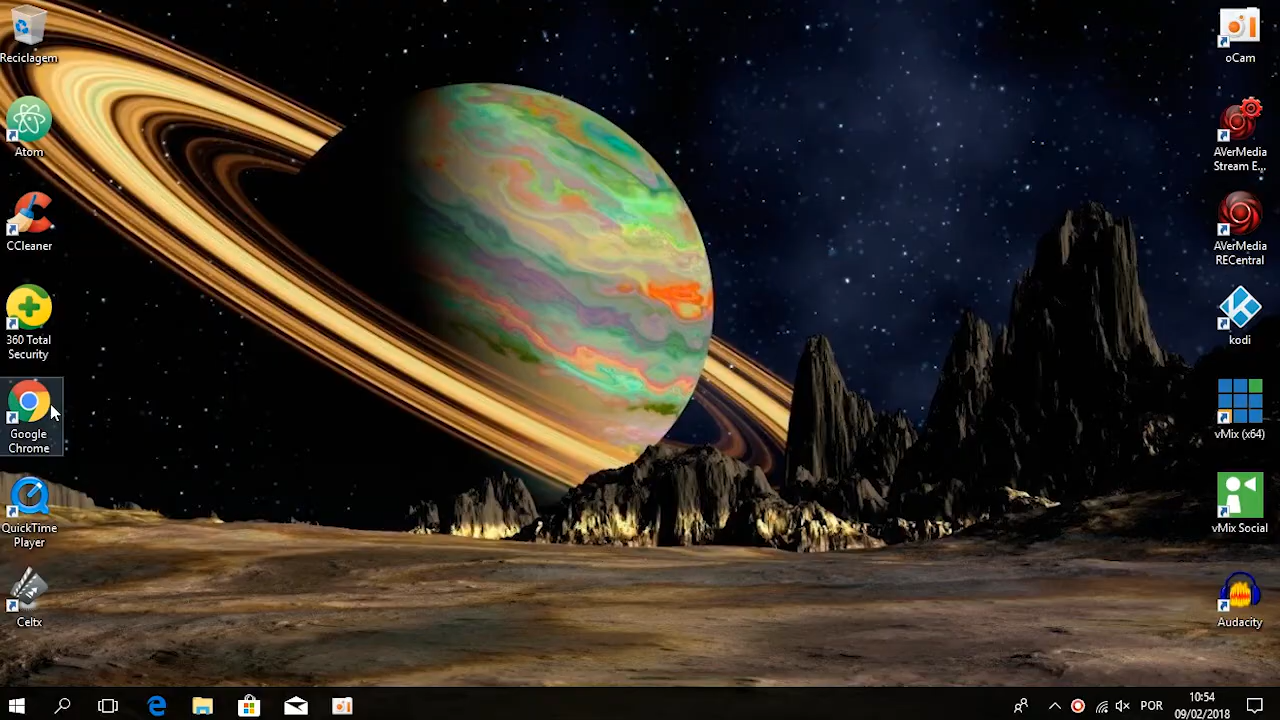 Reciclagem
Atom
CCleaner
360 Total
Security
Google
Chrome
QuickTime
Player
Celtx
oCam
AVerMedia
Stream E...
AVerMedia
RECentral
kodi
vMix (x64)
vMix Social
Audacity
POR
10:54
09/02/2018